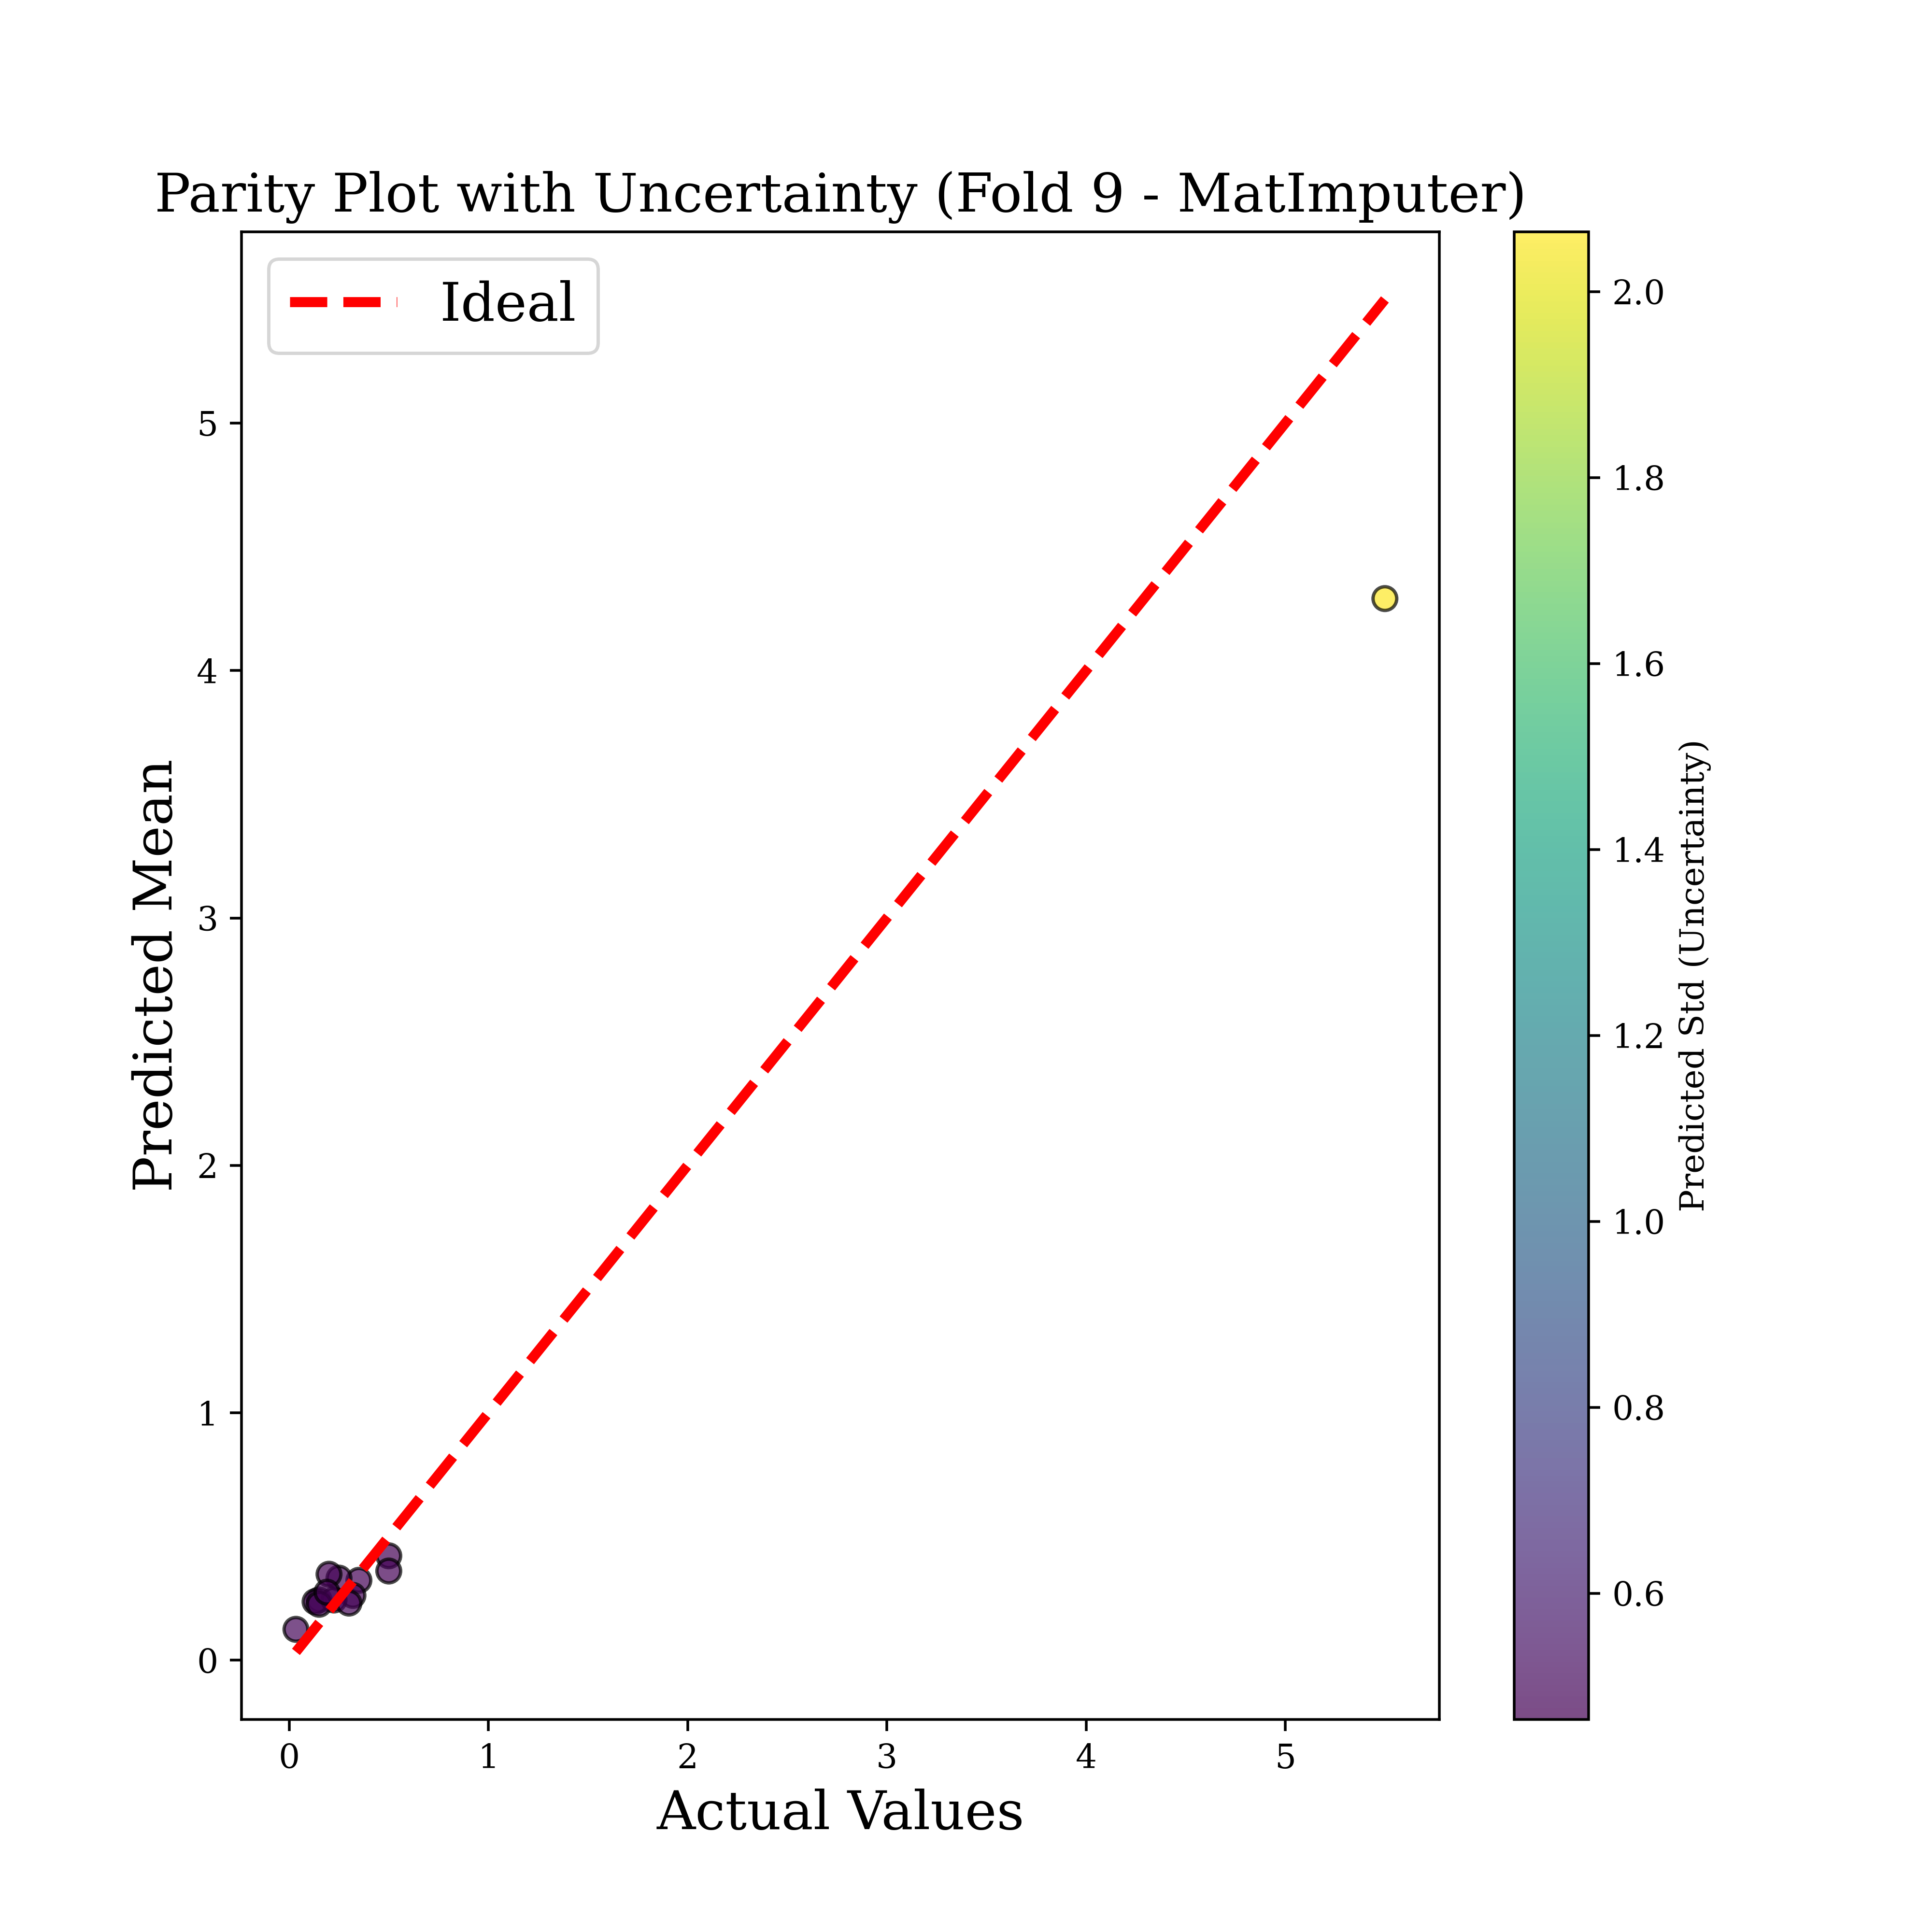 Parity Plot with Uncertainty (Fold 9 - MatImputer)
Ideal
Predicted Mean
5
4
3
2
1
0
0 1 2 3 4 5
Actual Values
2.0
1.8
1.6
1.4
1.2
1.0
0.8
0.6
Predicted Std (Uncertainty)